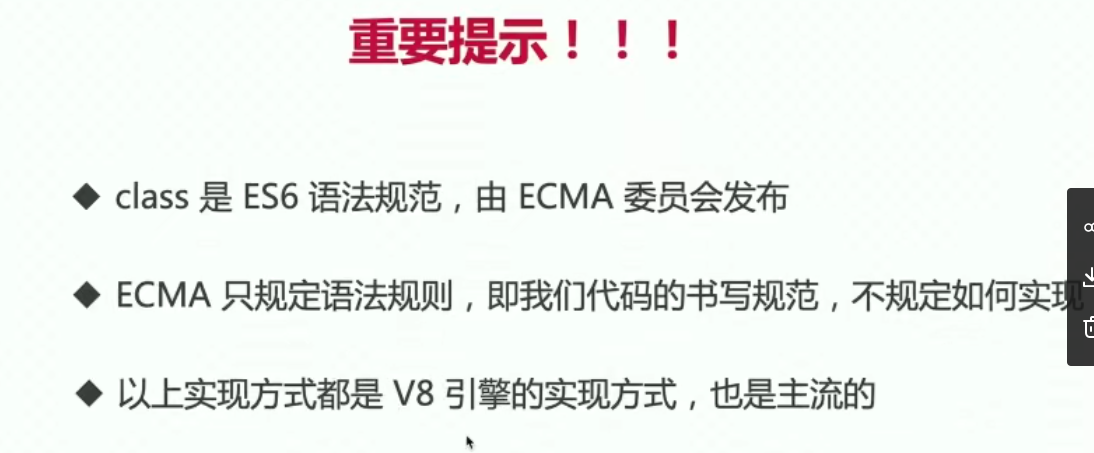 重要提示！！！
◆ class 是 ES6 语法规范，由 ECMA 委员会发布
◆ ECMA 只规定语法规则，即我们代码的书写规范，不规定如何实现
◆ 以上实现方式都是 V8 引擎的实现方式，也是主流的